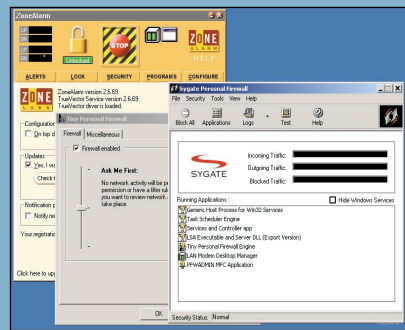 ZoneAlarm
UP
DN
UP
DN
Unlocked
STOP
ZONE
ALARM
HELP
ALERTS
LOCK
SECURITY
PROGRAMS
CONFIGURE
ZONE
LABS
ZoneAlarm version 2.6.69
TrueVector Service version 2.6.69
TrueVector driver is loaded.
Configuration
On top d
Updates
Yes, I wa
Check f
Notification p
Notify me
Your registratio
Click here to upg
Tiny Personal Firewall
Firewall
Miscellaneous
Firewall enabled
Ask Me First:
No network activity will be p
permission or have a filter rule
you want to review network
take place.
OK
Sygate Personal Firewall
File Security Tools View Help
Block All
Applications
Logs
Test
Help
SYGATE
Incoming Traffic:
Outgoing Traffic:
Blocked Traffic:
Running Applications:
Hide Windows Services
Generic Host Process for Win32 Services
Task Scheduler Engine
Services and Controller app
LSA Executable and Server DLL (Export Version)
Tiny Personal Firewall Engine
LAN Modem Desktop Manager
PFWADMIN MFC Application
Security Status: Normal